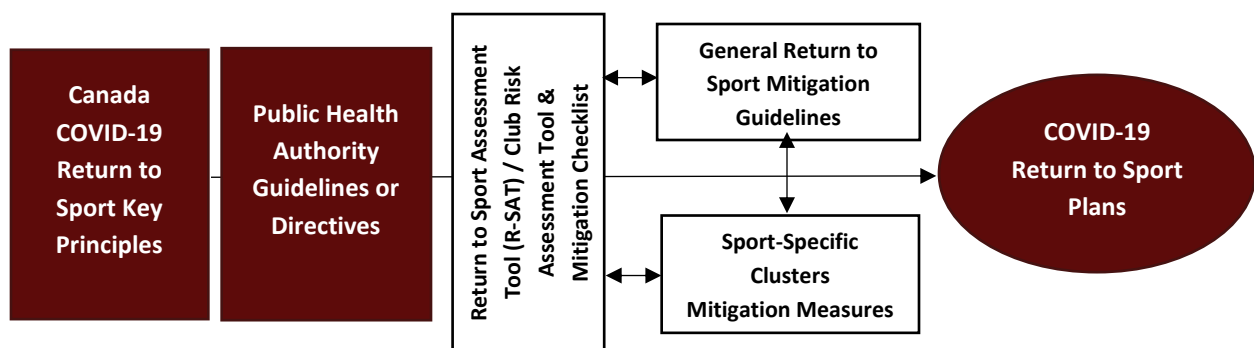 Canada
COVID-19
Return to
Sport Key
Principles
Public Health
Authority
Guidelines or
Directives
Return to Sport Assessment
Tool (R-SAT) / Club Risk
Assessment Tool &
Mitigation Checklist
General Return to
Sport Mitigation
Guidelines
Sport-Specific
Clusters
Mitigation Measures
COVID-19
Return to Sport
Plans